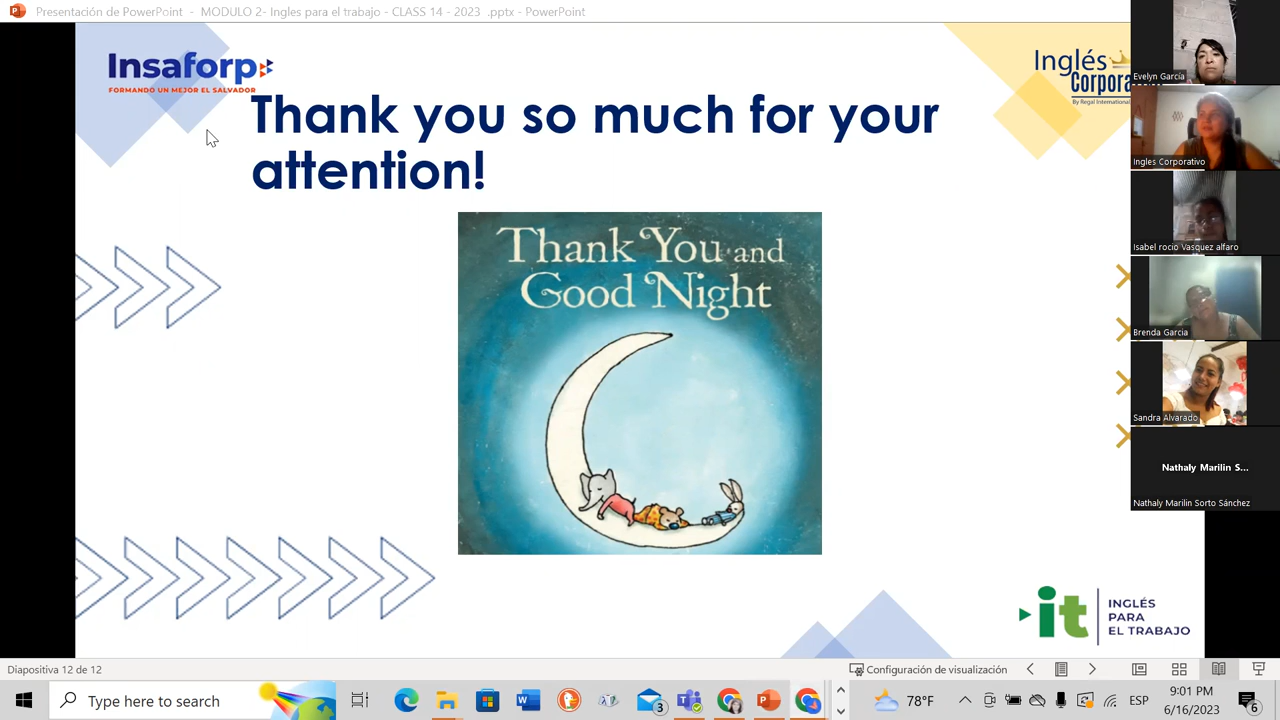 Presentación de PowerPoint - MODULO 2- Ingles para el trabajo - CLASS 14 - 2023 .pptx - PowerPoint
Insaforp
FORMANDO UN MEJOR EL SALVADOR
Inglés
Corporati
By Regal International
Thank you so much for your
attention!
Thank You and
Good Night
Evelyn García
Ingles Corporativo
Isabel rocio Vasquez alfaro
Brenda Garcia
Sandra Alvarado
Nathaly Marilin S...
Nathaly Marilin Sorto Sánchez
it
INGLÉS
PARA
EL TRABAJO
Diapositiva 12 de 12
Configuración de visualización
Type here to search
3
78°F
ESP
9:01 PM
6/16/2023
6